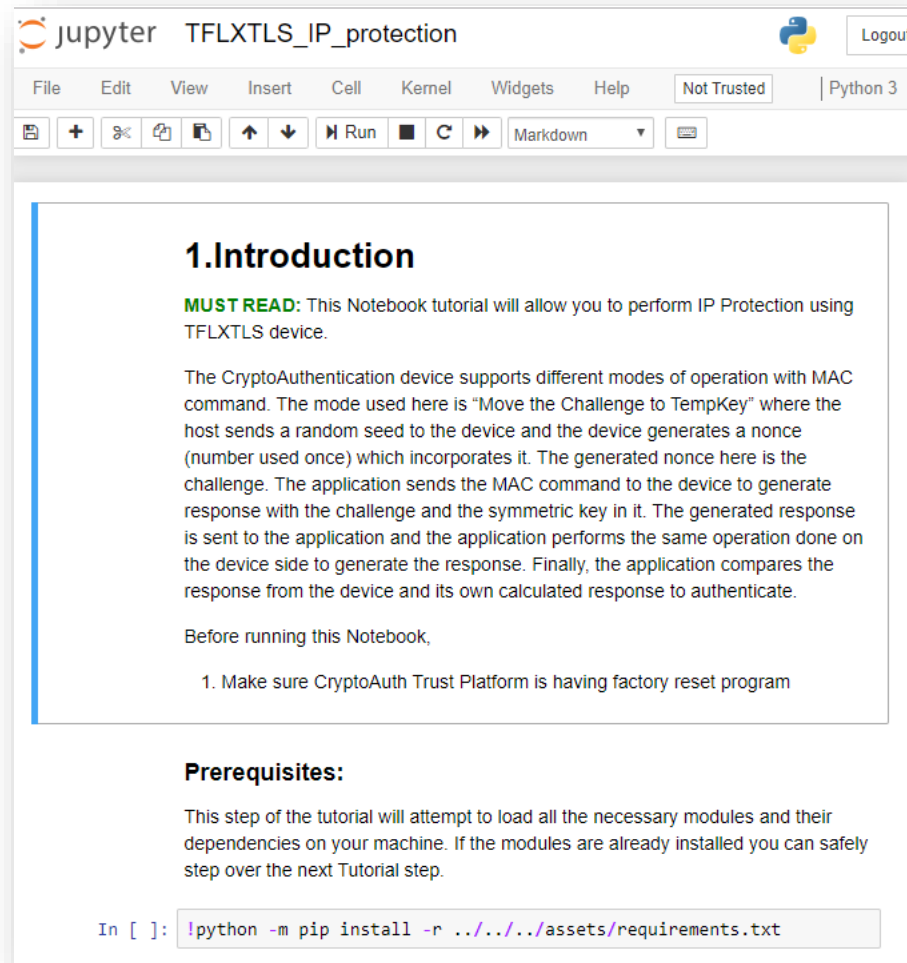 jupyter TFLXTLS_IP_protection
Logou
File Edit View Insert Cell Kernel Widgets Help Not Trusted Python 3
Run Markdown
1.Introduction
MUST READ: This Notebook tutorial will allow you to perform IP Protection using
TFLXTLS device.
The CryptoAuthentication device supports different modes of operation with MAC
command. The mode used here is “Move the Challenge to TempKey” where the
host sends a random seed to the device and the device generates a nonce
(number used once) which incorporates it. The generated nonce here is the
challenge. The application sends the MAC command to the device to generate
response with the challenge and the symmetric key in it. The generated response
is sent to the application and the application performs the same operation done on
the device side to generate the response. Finally, the application compares the
response from the device and its own calculated response to authenticate.
Before running this Notebook,
1. Make sure CryptoAuth Trust Platform is having factory reset program
Prerequisites:
This step of the tutorial will attempt to load all the necessary modules and their
dependencies on your machine. If the modules are already installed you can safely
step over the next Tutorial step.
In [ ]: !python -m pip install -r ../../../assets/requirements.txt